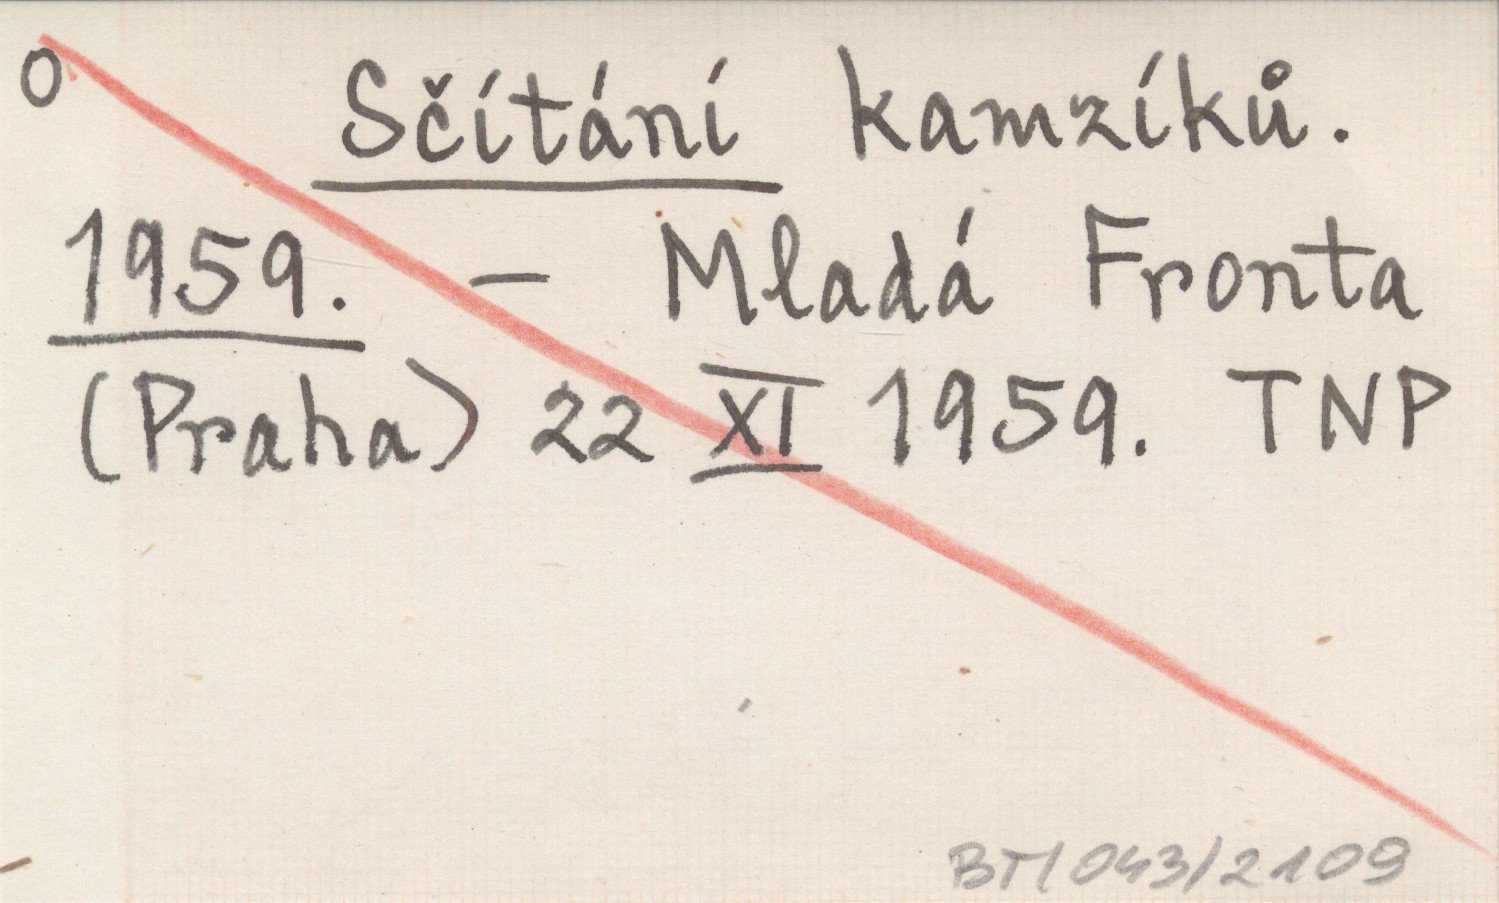 O Sčítání kamzíků.
1959. – Mladá Fronta
(Praha) 22 XI 1959. TNP
BT/043/2109